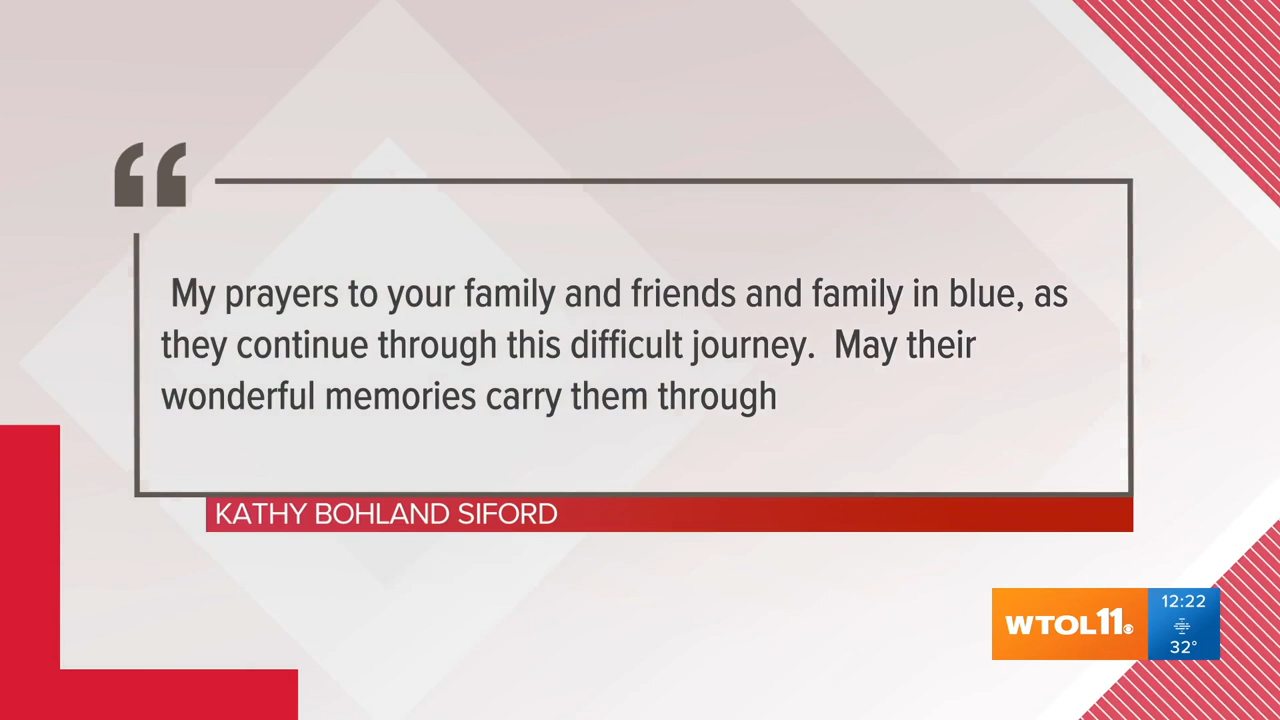 “
My prayers to your family and friends and family in blue, as
they continue through this difficult journey.  May their
wonderful memories carry them through
KATHY BOHLAND SIFORD
WTOL11
12:22
32°